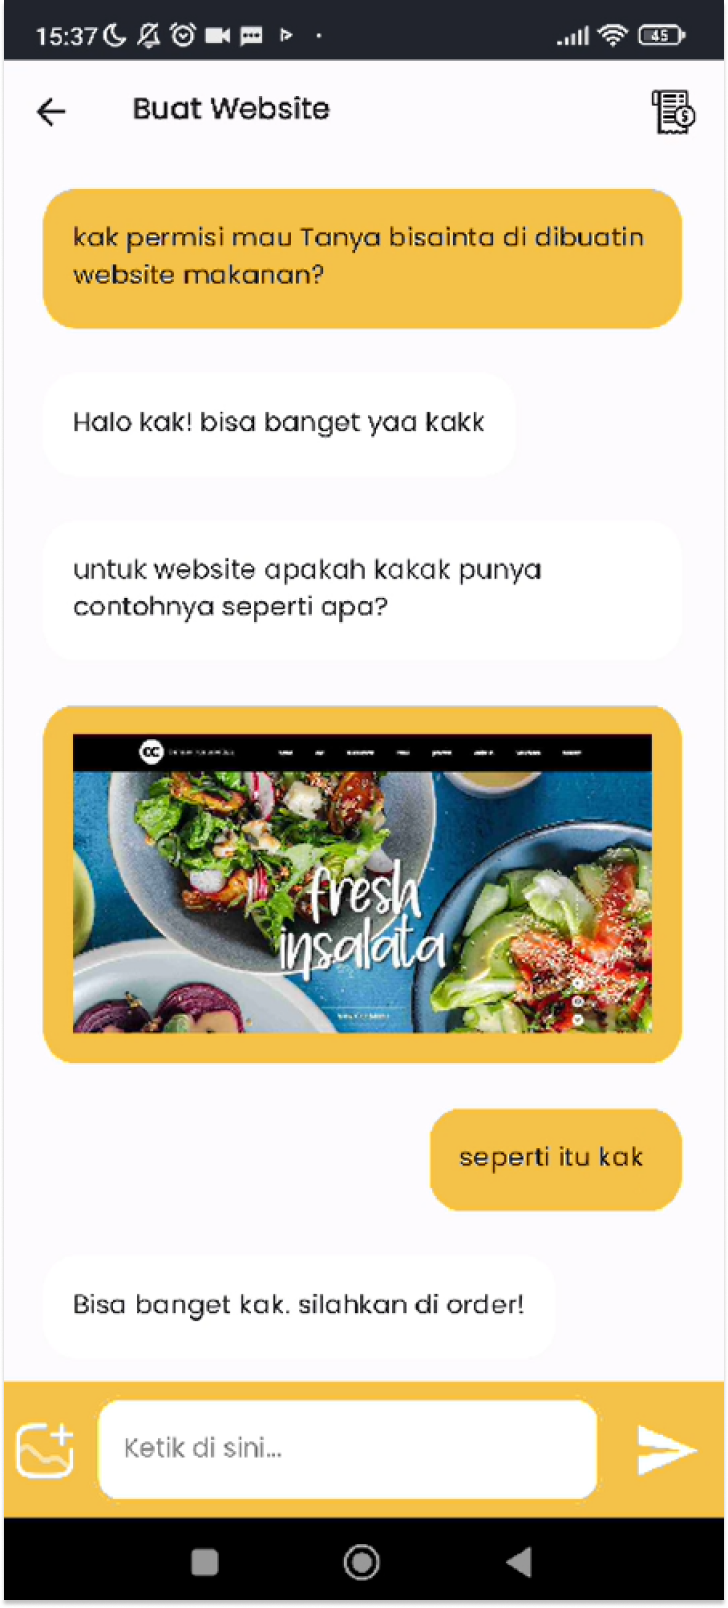 15:37
45
Buat Website
kak permisi mau Tanya bisainta di dibuatin
website makanan?
Halo kak! bisa banget yaa kakk
untuk website apakah kakak punya
contohnya seperti apa?
CC
fresh
insalata
seperti itu kak
Bisa banget kak. silahkan di order!
Ketik di sini...